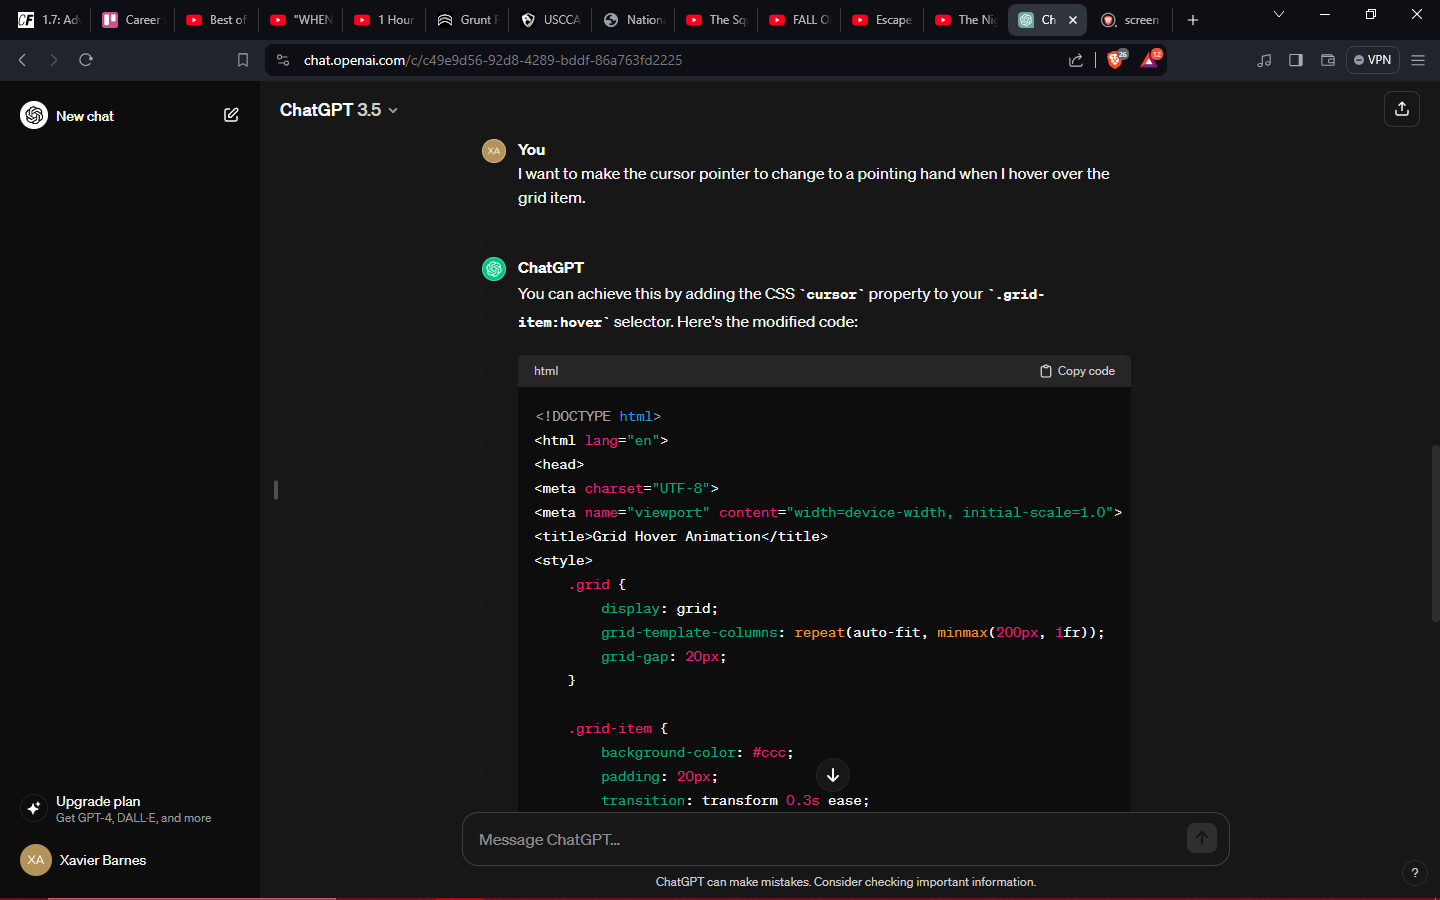 1.7: Adv
Career
Best of
"WHEN
1 Hour
Grunt F
USCCA
Nation
The Sq
FALL O
Escape
The Nig
Ch
screen
chat.openai.com/c/c49e9d56-92d8-4289-bddf-86a763fd2225
26
12
VPN
New chat
ChatGPT 3.5
XA
You
I want to make the cursor pointer to change to a pointing hand when I hover over the
grid item.
ChatGPT
You can achieve this by adding the CSS `cursor` property to your `.grid-
item:hover` selector. Here's the modified code:
html
Copy code
<!DOCTYPE html>
<html lang="en">
<head>
<meta charset="UTF-8">
<meta name="viewport" content="width=device-width, initial-scale=1.0">
<title>Grid Hover Animation</title>
<style>
.grid {
display: grid;
grid-template-columns: repeat(auto-fit, minmax(200px, 1fr));
grid-gap: 20px;
}
.grid-item {
background-color: #ccc;
padding: 20px;
transition: transform 0.3s ease;
Upgrade plan
Get GPT-4, DALL·E, and more
XA
Xavier Barnes
Message ChatGPT...
ChatGPT can make mistakes. Consider checking important information.
?